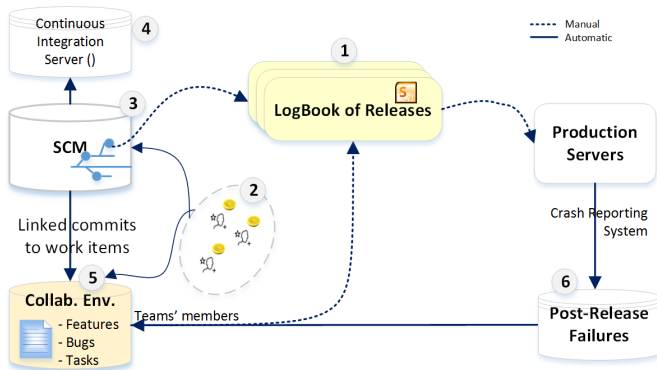 Continuous
Integration
Server ()
4
1
Manual
Automatic
3
S
LogBook of Releases
SCM
Production
Servers
2
Crash Reporting
System
Linked commits
to work items
5
6
Collab. Env.
- Features
- Bugs
- Tasks
Teams' members
Post-Release
Failures